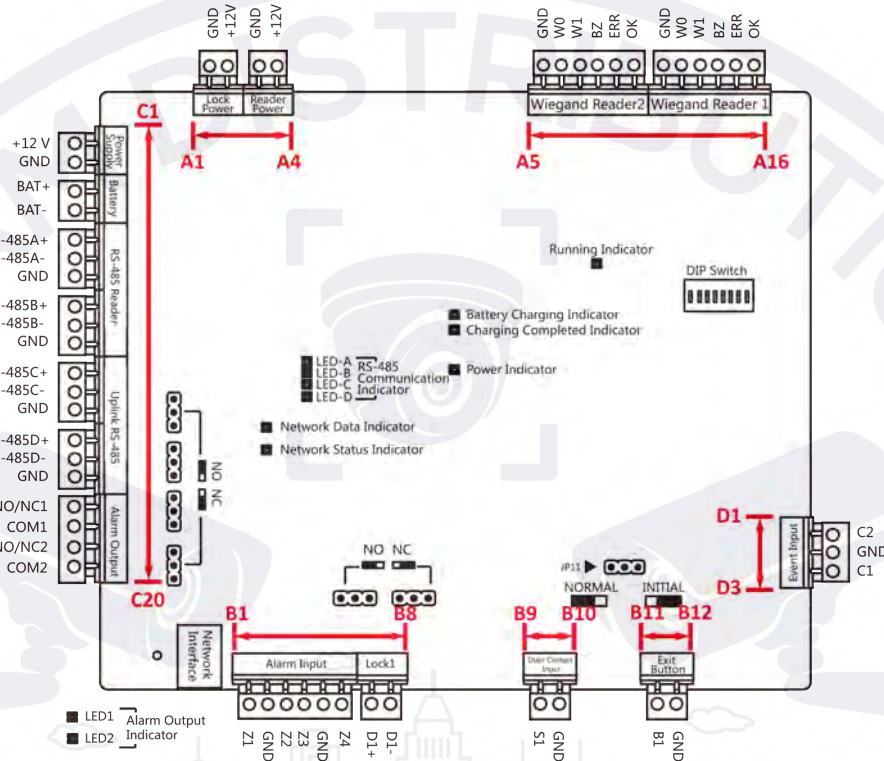 GND
+12V
GND
+12V
GND
W0
W1
BZ
ERR
OK
GND
W0
W1
BZ
ERR
OK
Lock
Power
Reader
Power
Wiegand Reader2
Wiegand Reader 1
C1
A1
A4
A5
A16
+12 V
GND
Power
Supply
BAT+
BAT-
Battery
-485A+
-485A-
GND
-485B+
-485B-
GND
RS-485 Reader
-485C+
-485C-
GND
-485D+
-485D-
GND
Uplink RS-485
NO/NC1
COM1
NO/NC2
COM2
Alarm Output
C20
Running Indicator
DIP Switch
Battery Charging Indicator
Charging Completed Indicator
Power Indicator
LED-A
LED-B
LED-C
LED-D
RS-485
Communication
Indicator
Network Data Indicator
Network Status Indicator
NO
NC
NO NC
JP11
NORMAL
INITIAL
D1
D3
Event Input
C2
GND
C1
B1
B8
B9
B10
B11
B12
Network
Interface
Alarm Input
Lock1
Door Contact
Input
Exit
Button
Z1
GND
Z2
Z3
GND
Z4
D1+
D1-
S1
GND
B1
GND
LED1
LED2
Alarm Output
Indicator